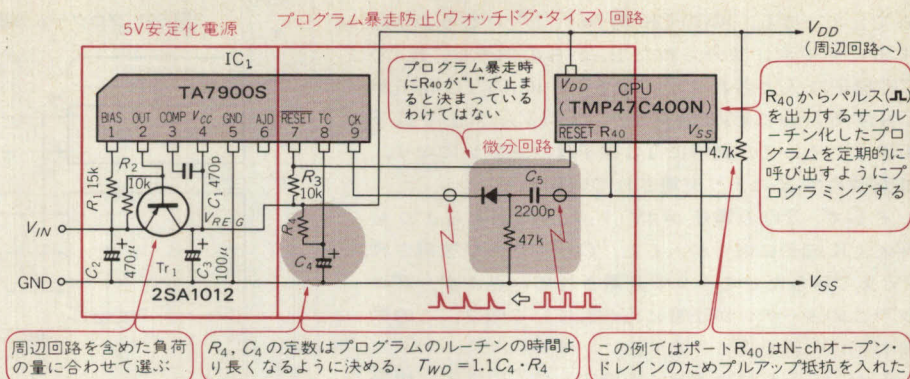 5V安定化電源
プログラム暴走防止(ウォッチドグ・タイマ)回路
IC1
TA7900S
BIAS OUT COMP VCC GND AJD RESET TC CK
1 2 3 4 5 6 7 8 9
プログラム暴走時
にR40が"L"で止ま
ると決まっている
わけではない
微分回路
VDD
CPU
(TMP47C400N)
RESET R40 VSS
VDD
(周辺回路へ)
R40からパルス(
)
を出力するサブル
ーチン化したプロ
グラムを定期的に
呼び出すようにプ
ログラミングする
R1 15k
R2
10k
C1 470p
R3
10k
R4
C4
C5
2200p
47k
4.7k
VIN
VREG
C2
470μ
Tr1
C3
100μ
2SA1012
GND
VSS
周辺回路を含めた負荷
の量に合わせて選ぶ
R4, C4の定数はプログラムのルーチンの時間よ
り長くなるように決める. TWD=1.1C4・R4
この例ではポートR40はN-chオープン・
ドレインのためプルアップ抵抗を入れた